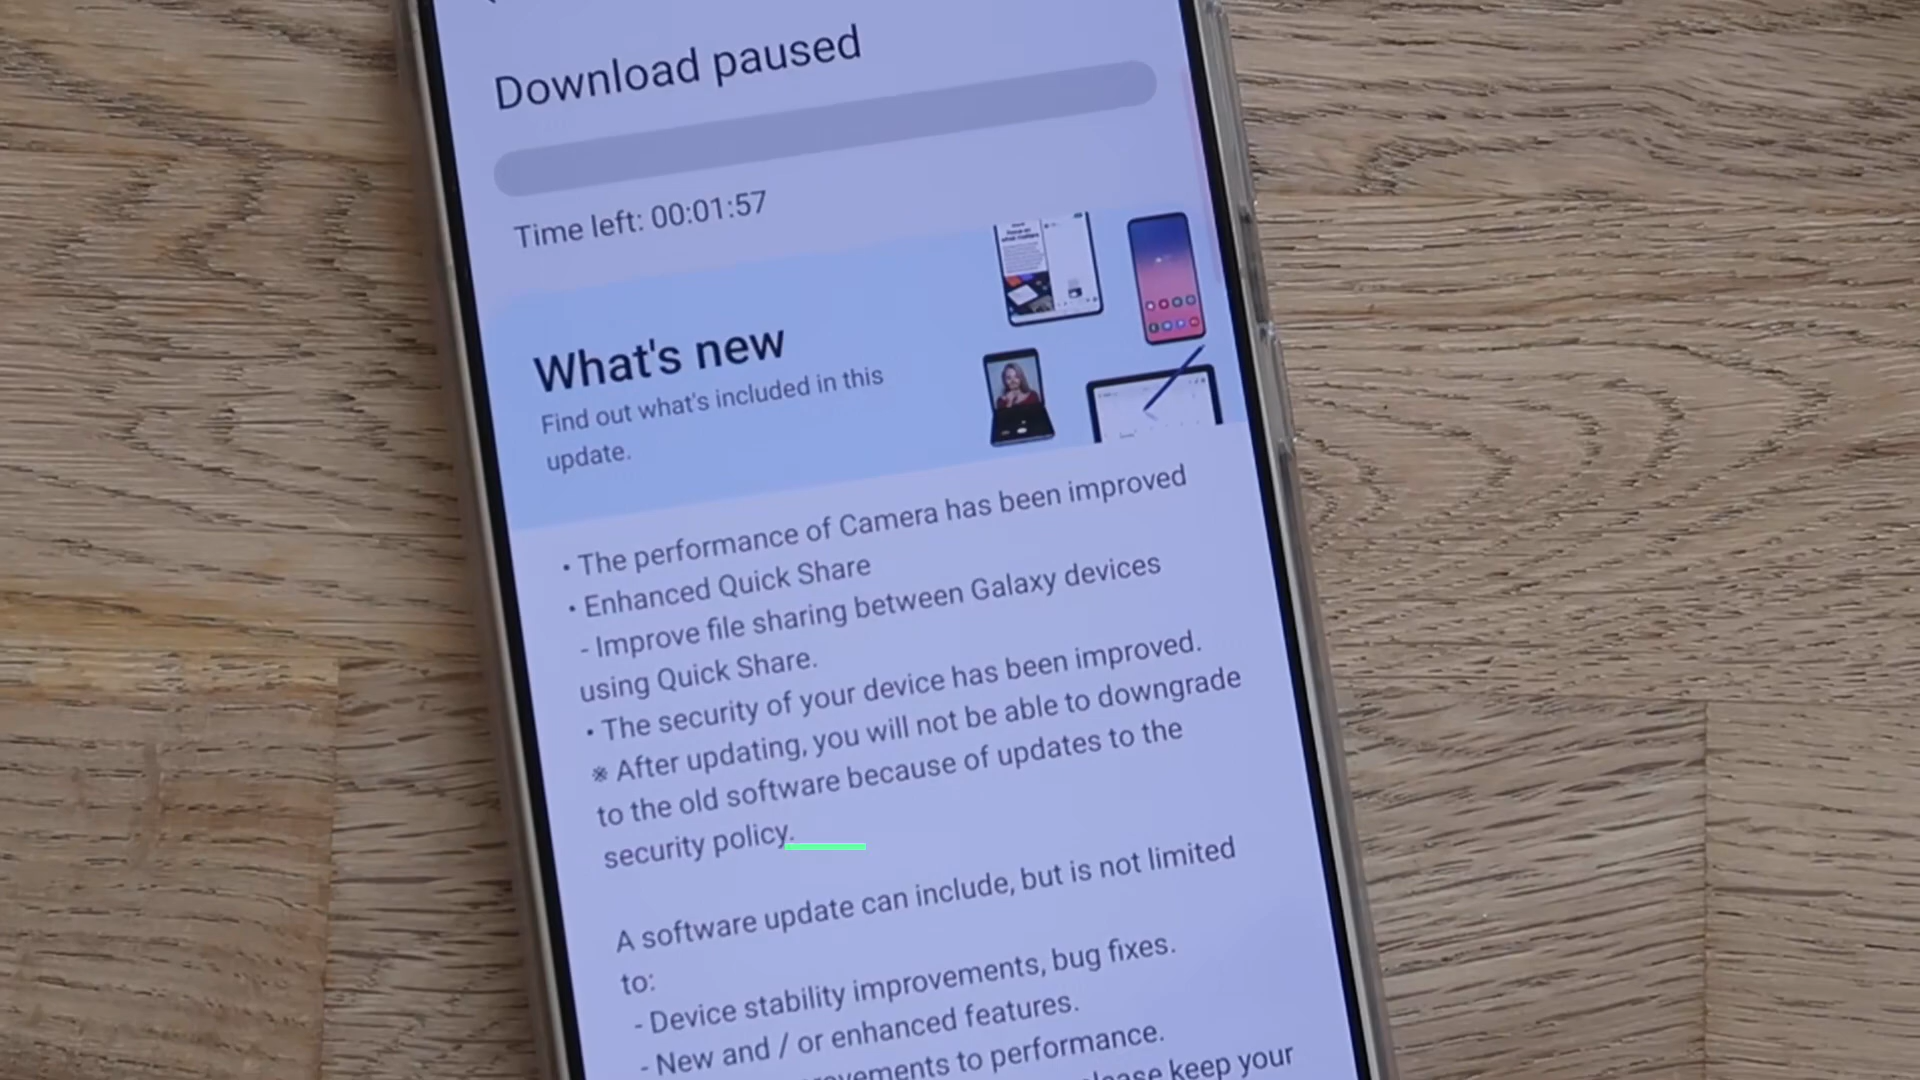 Download paused
Time left: 00:01:57
What's new
Find out what's included in this
update.
• The performance of Camera has been improved
• Enhanced Quick Share
- Improve file sharing between Galaxy devices
using Quick Share.
• The security of your device has been improved.
※ After updating, you will not be able to downgrade
to the old software because of updates to the
security policy.
A software update can include, but is not limited
to:
- Device stability improvements, bug fixes.
- New and / or enhanced features.
to performance.
keep your